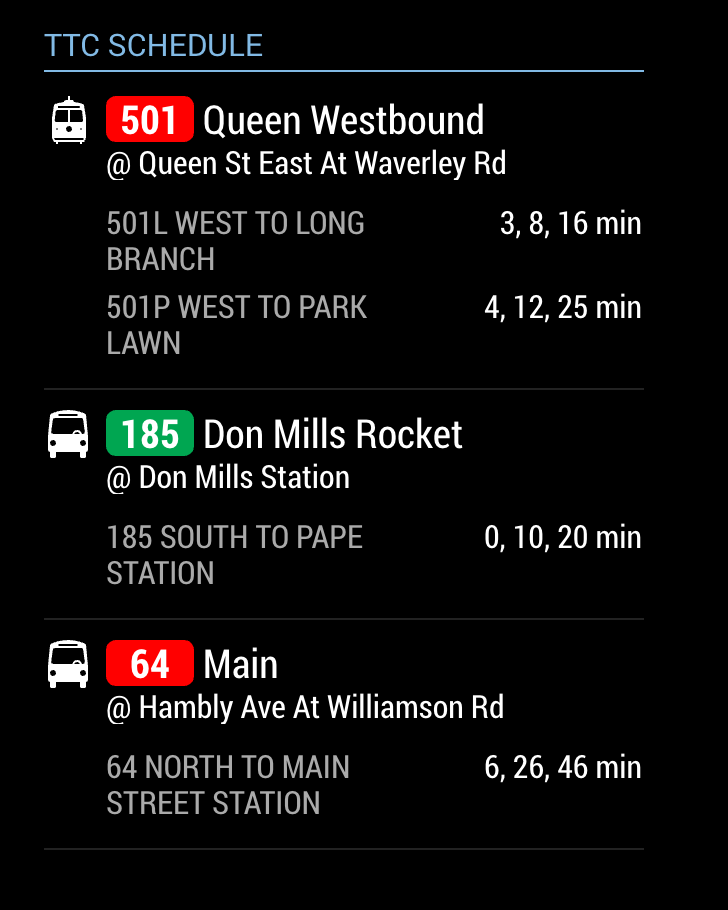 TTC SCHEDULE
501 Queen Westbound
@ Queen St East At Waverley Rd
501L WEST TO LONG 3, 8, 16 min
BRANCH
501P WEST TO PARK 4, 12, 25 min
LAWN
185 Don Mills Rocket
@ Don Mills Station
185 SOUTH TO PAPE 0, 10, 20 min
STATION
64 Main
@ Hambly Ave At Williamson Rd
64 NORTH TO MAIN 6, 26, 46 min
STREET STATION